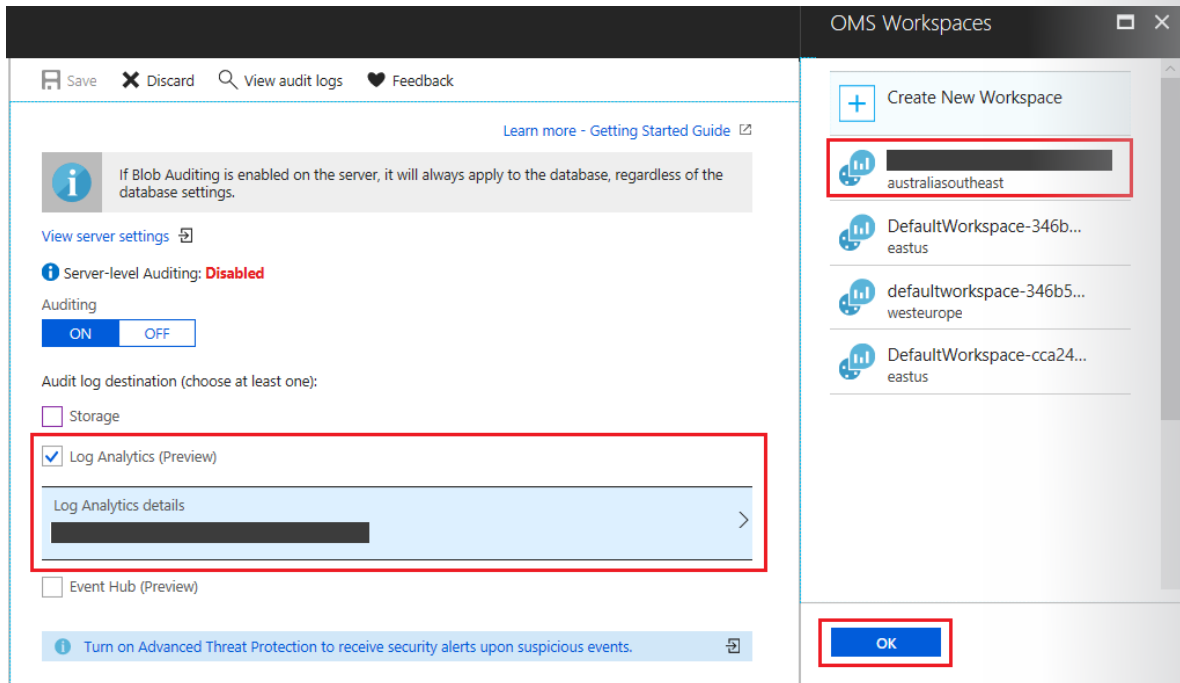 OMS Workspaces
Save
Discard
View audit logs
Feedback
Learn more - Getting Started Guide
If Blob Auditing is enabled on the server, it will always apply to the database, regardless of the
database settings.
View server settings
Server-level Auditing: Disabled
Auditing
ON
OFF
Audit log destination (choose at least one):
Storage
Log Analytics (Preview)
Log Analytics details
Event Hub (Preview)
Turn on Advanced Threat Protection to receive security alerts upon suspicious events.
Create New Workspace
australiasoutheast
DefaultWorkspace-346b...
eastus
defaultworkspace-346b5...
westeurope
DefaultWorkspace-cca24...
eastus
OK